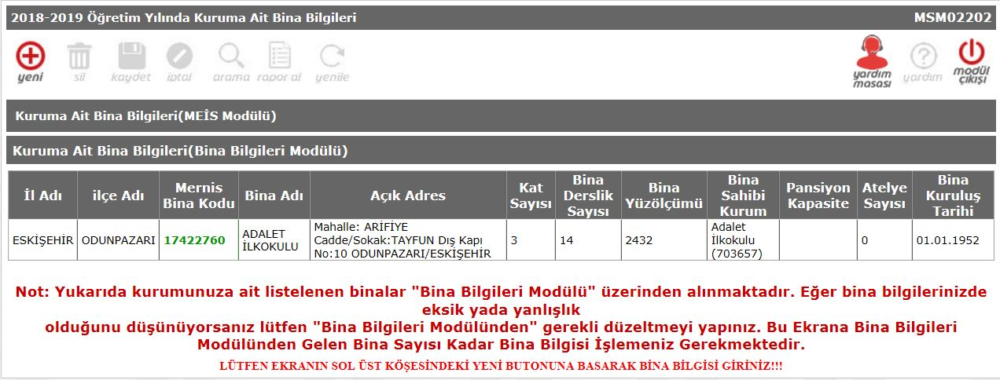 2018-2019 Öğretim Yılında Kuruma Ait Bina Bilgileri MSM02202
yeni sil kaydet iptal arama rapor al yenile yardım masası yardım modül çıkışı
Kuruma Ait Bina Bilgileri(MEİS Modülü)
Kuruma Ait Bina Bilgileri(Bina Bilgileri Modülü)
İl Adı ilçe Adı Mernis Bina Kodu Bina Adı Açık Adres Kat Sayısı Bina Derslik Sayısı Bina Yüzölçümü Bina Sahibi Kurum Pansiyon Kapasite Atelye Sayısı Bina Kuruluş Tarihi
ESKİŞEHİR ODUNPAZARI 17422760 ADALET İLKOKULU Mahalle: ARİFİYE Cadde/Sokak:TAYFUN Dış Kapı No:10 ODUNPAZARI/ESKİŞEHİR 3 14 2432 Adalet İlkokulu (703657) 0 01.01.1952
Not: Yukarıda kurumunuza ait listelenen binalar "Bina Bilgileri Modülü" üzerinden alınmaktadır. Eğer bina bilgilerinizde
eksik yada yanlışlık
olduğunu düşünüyorsanız lütfen "Bina Bilgileri Modülünden" gerekli düzeltmeyi yapınız. Bu Ekrana Bina Bilgileri
Modülünden Gelen Bina Sayısı Kadar Bina Bilgisi İşlemeniz Gerekmektedir.
LÜTFEN EKRANIN SOL ÜST KÖŞESİNDEKİ YENİ BUTONUNA BASARAK BİNA BİLGİSİ GİRİNİZ!!!